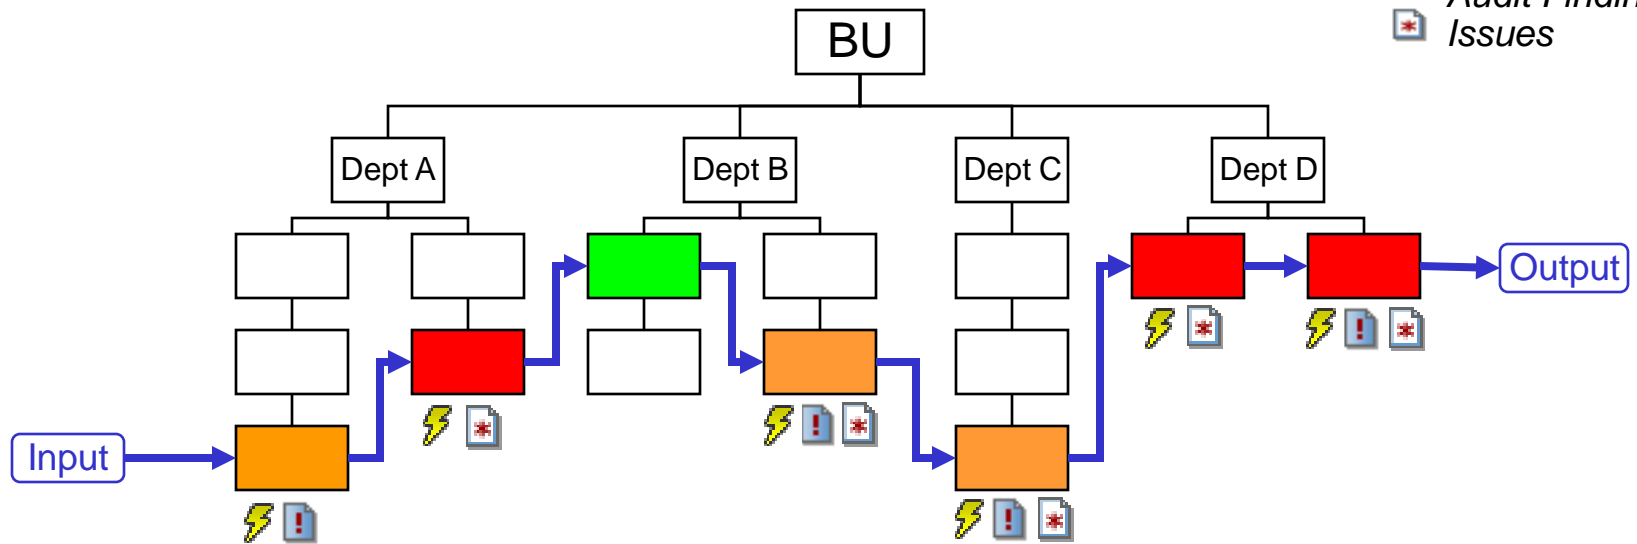 Issues
BU
Dept A
Dept B
Dept C
Dept D
Output
Input